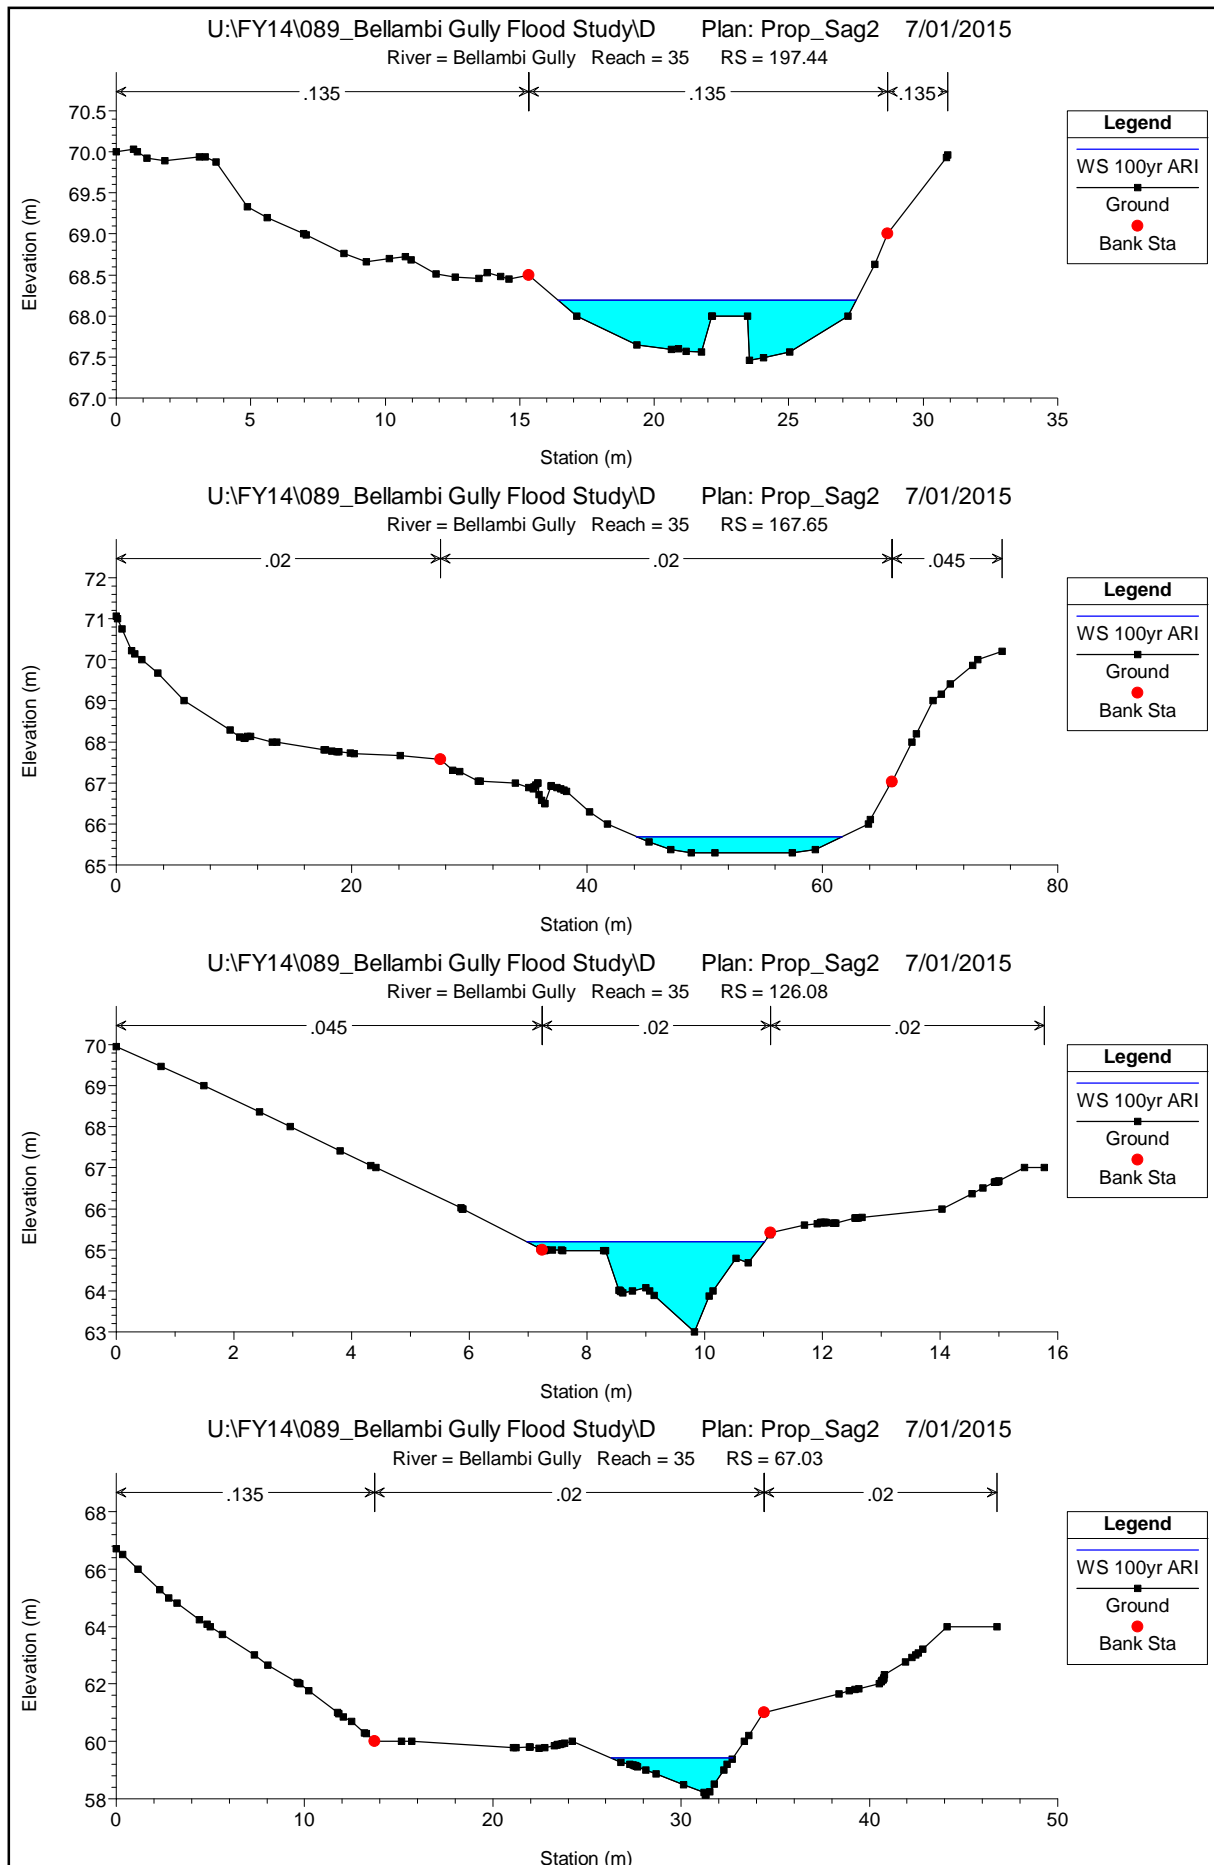 U:\FY14\089_Bellambi Gully Flood Study\D Plan: Prop_Sag2 7/01/2015
River = Bellambi Gully Reach = 35 RS = 197.44
.135 .135 .135
70.5
70.0
69.5
69.0
68.5
68.0
67.5
67.0
Elevation (m)
0 5 10 15 20 25 30 35
Station (m)
Legend
WS 100yr ARI
Ground
Bank Sta
U:\FY14\089_Bellambi Gully Flood Study\D Plan: Prop_Sag2 7/01/2015
River = Bellambi Gully Reach = 35 RS = 167.65
.02 .02 .045
72
71
70
69
68
67
66
65
Elevation (m)
0 20 40 60 80
Station (m)
Legend
WS 100yr ARI
Ground
Bank Sta
U:\FY14\089_Bellambi Gully Flood Study\D Plan: Prop_Sag2 7/01/2015
River = Bellambi Gully Reach = 35 RS = 126.08
.045 .02 .02
70
69
68
67
66
65
64
63
Elevation (m)
0 2 4 6 8 10 12 14 16
Station (m)
Legend
WS 100yr ARI
Ground
Bank Sta
U:\FY14\089_Bellambi Gully Flood Study\D Plan: Prop_Sag2 7/01/2015
River = Bellambi Gully Reach = 35 RS = 67.03
.135 .02 .02
68
66
64
62
60
58
Elevation (m)
0 10 20 30 40 50
Station (m)
Legend
WS 100yr ARI
Ground
Bank Sta